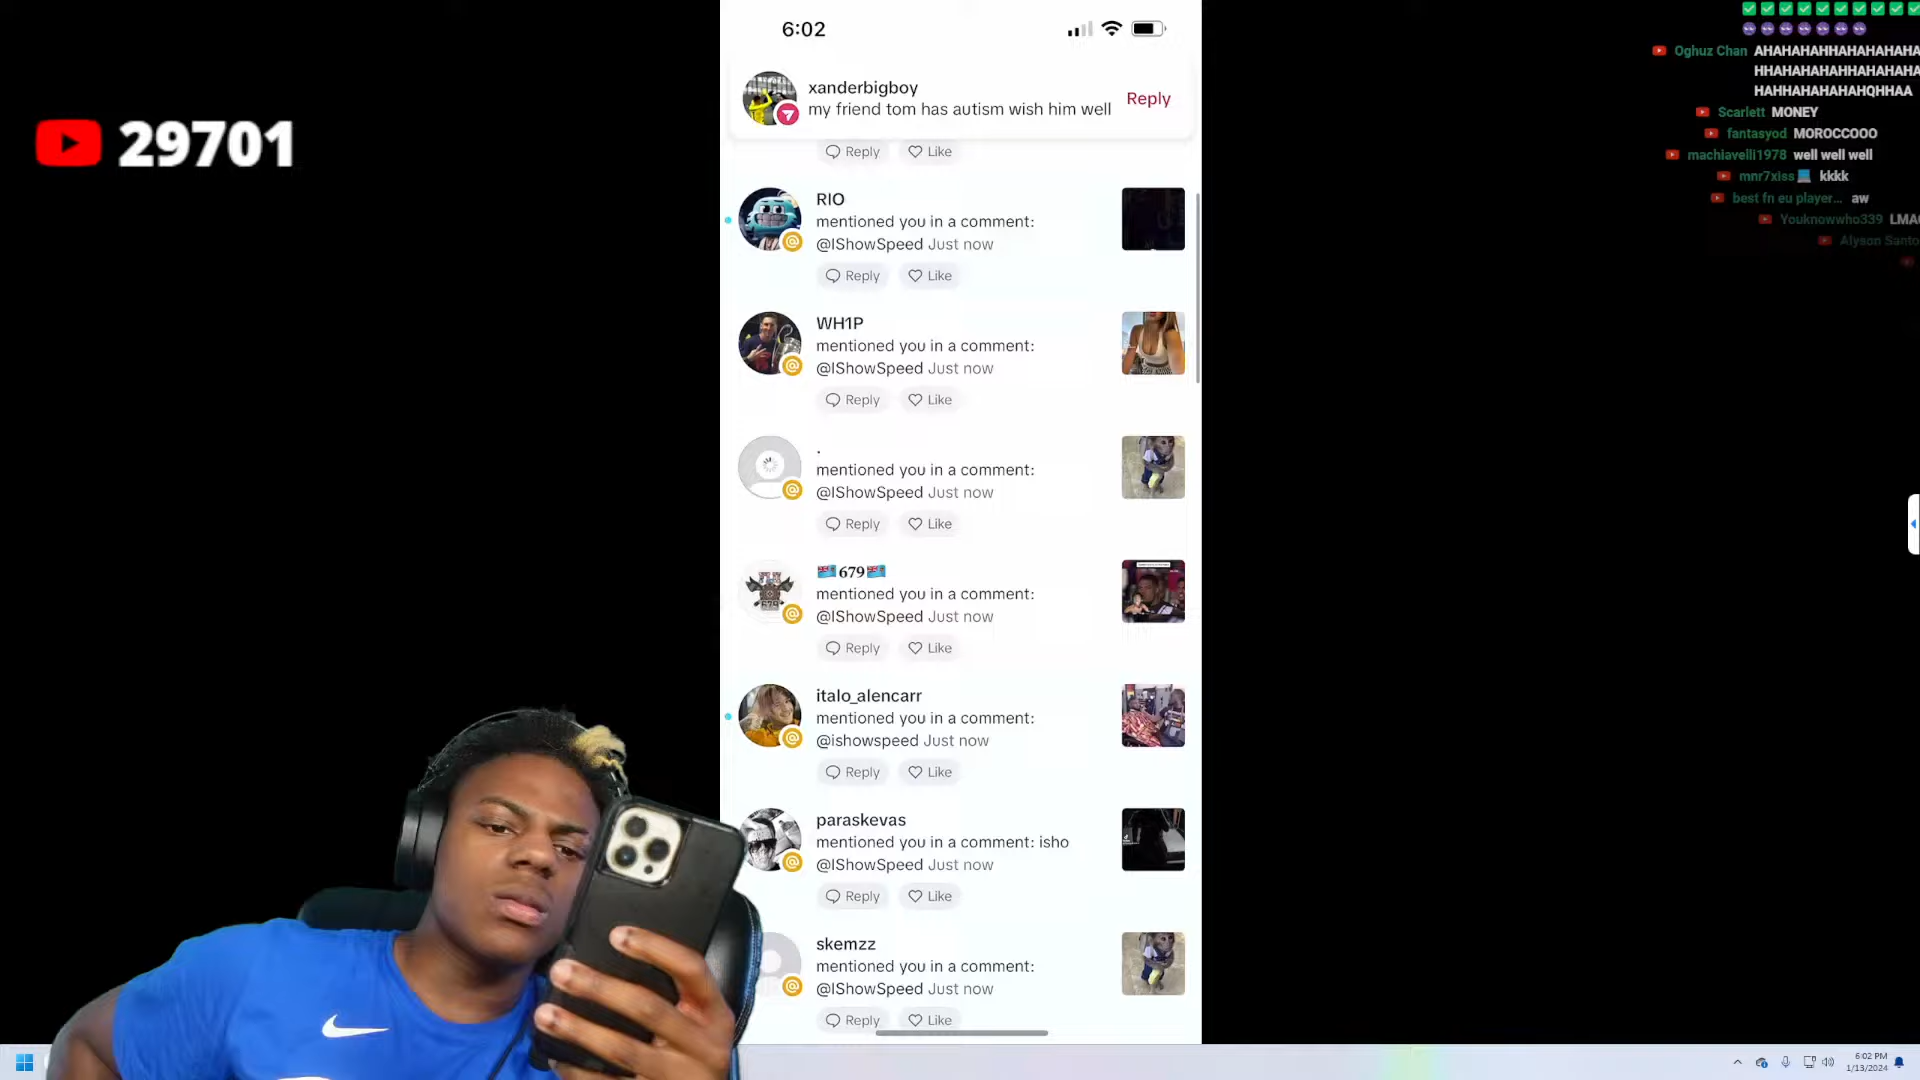 6:02
xanderbigboy
my friend tom has autism wish him well
Reply
29701
Reply Like
RIO
mentioned you in a comment:
@IShowSpeed Just now
Reply Like
WH1P
mentioned you in a comment:
@IShowSpeed Just now
Reply Like
.
mentioned you in a comment:
@IShowSpeed Just now
Reply Like
🇫🇯679🇫🇯
mentioned you in a comment:
@IShowSpeed Just now
Reply Like
italo_alencarr
mentioned you in a comment:
@ishowspeed Just now
Reply Like
paraskevas
mentioned you in a comment: isho
@IShowSpeed Just now
Reply Like
skemzz
mentioned you in a comment:
@IShowSpeed Just now
Reply Like
Oghuz Chan AHAHAHAHHAHAHAHAHA
HHAHAHAHAHHAHAHAHA
HAHHAHAHAHAHQHHAA
Scarlett MONEY
fantasyod MOROCCOOO
machiavelli1978 well well well
mnr7xiss💻 kkkk
best fn eu player... aw
Youknowwho339 LMA
Alyson Santo
6:02 PM
1/13/2024